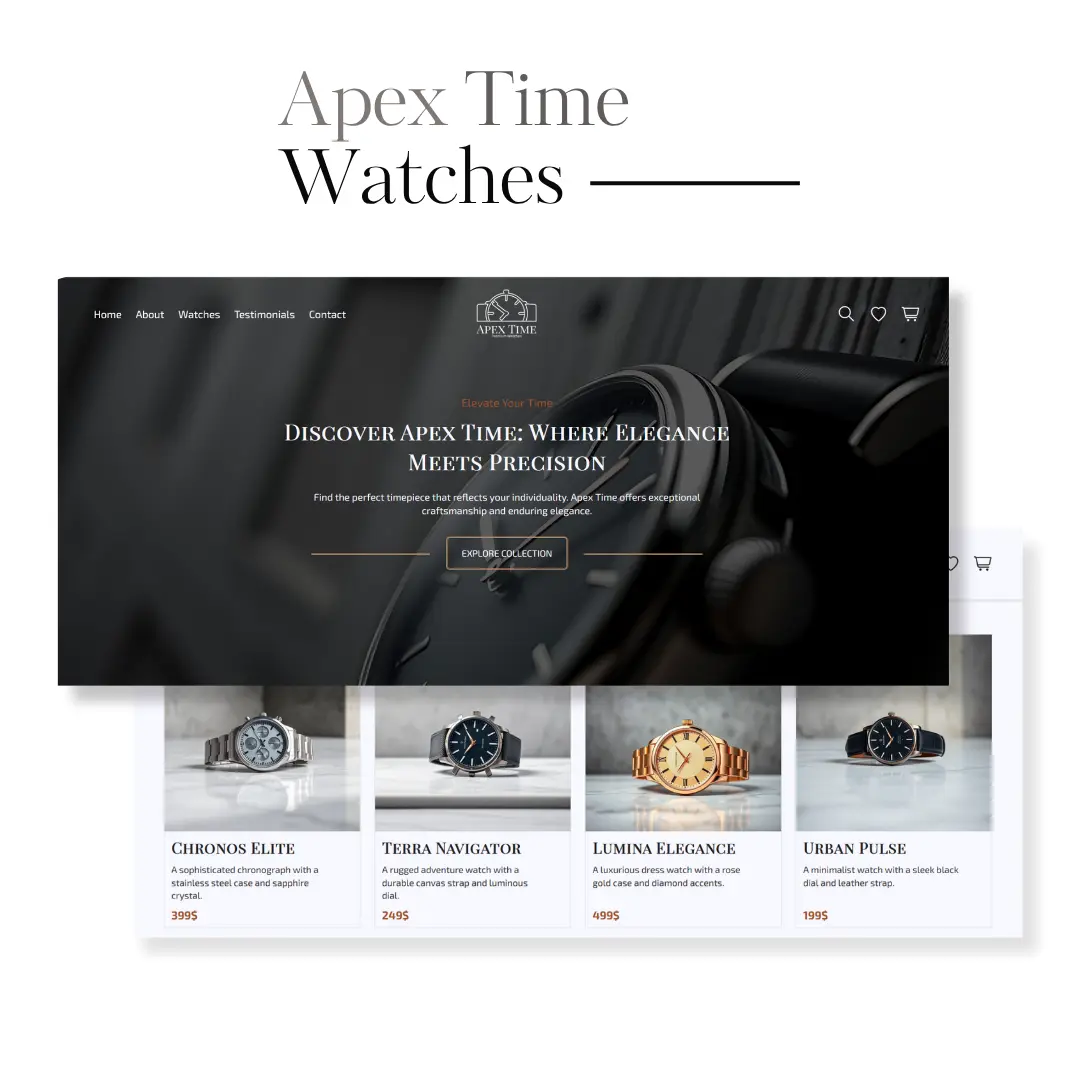 Apex Time
Watches
Home About Watches Testimonials Contact
APEX TIME
Elevate Your Time
DISCOVER APEX TIME: WHERE ELEGANCE
MEETS PRECISION
Find the perfect timepiece that reflects your individuality. Apex Time offers exceptional
craftsmanship and enduring elegance.
EXPLORE COLLECTION
CHRONOS ELITE
A sophisticated chronograph with a
stainless steel case and sapphire
crystal.
399$
TERRA NAVIGATOR
A rugged adventure watch with a
durable canvas strap and luminous
dial.
249$
LUMINA ELEGANCE
A luxurious dress watch with a rose
gold case and diamond accents.
499$
URBAN PULSE
A minimalist watch with a sleek black
dial and leather strap.
199$